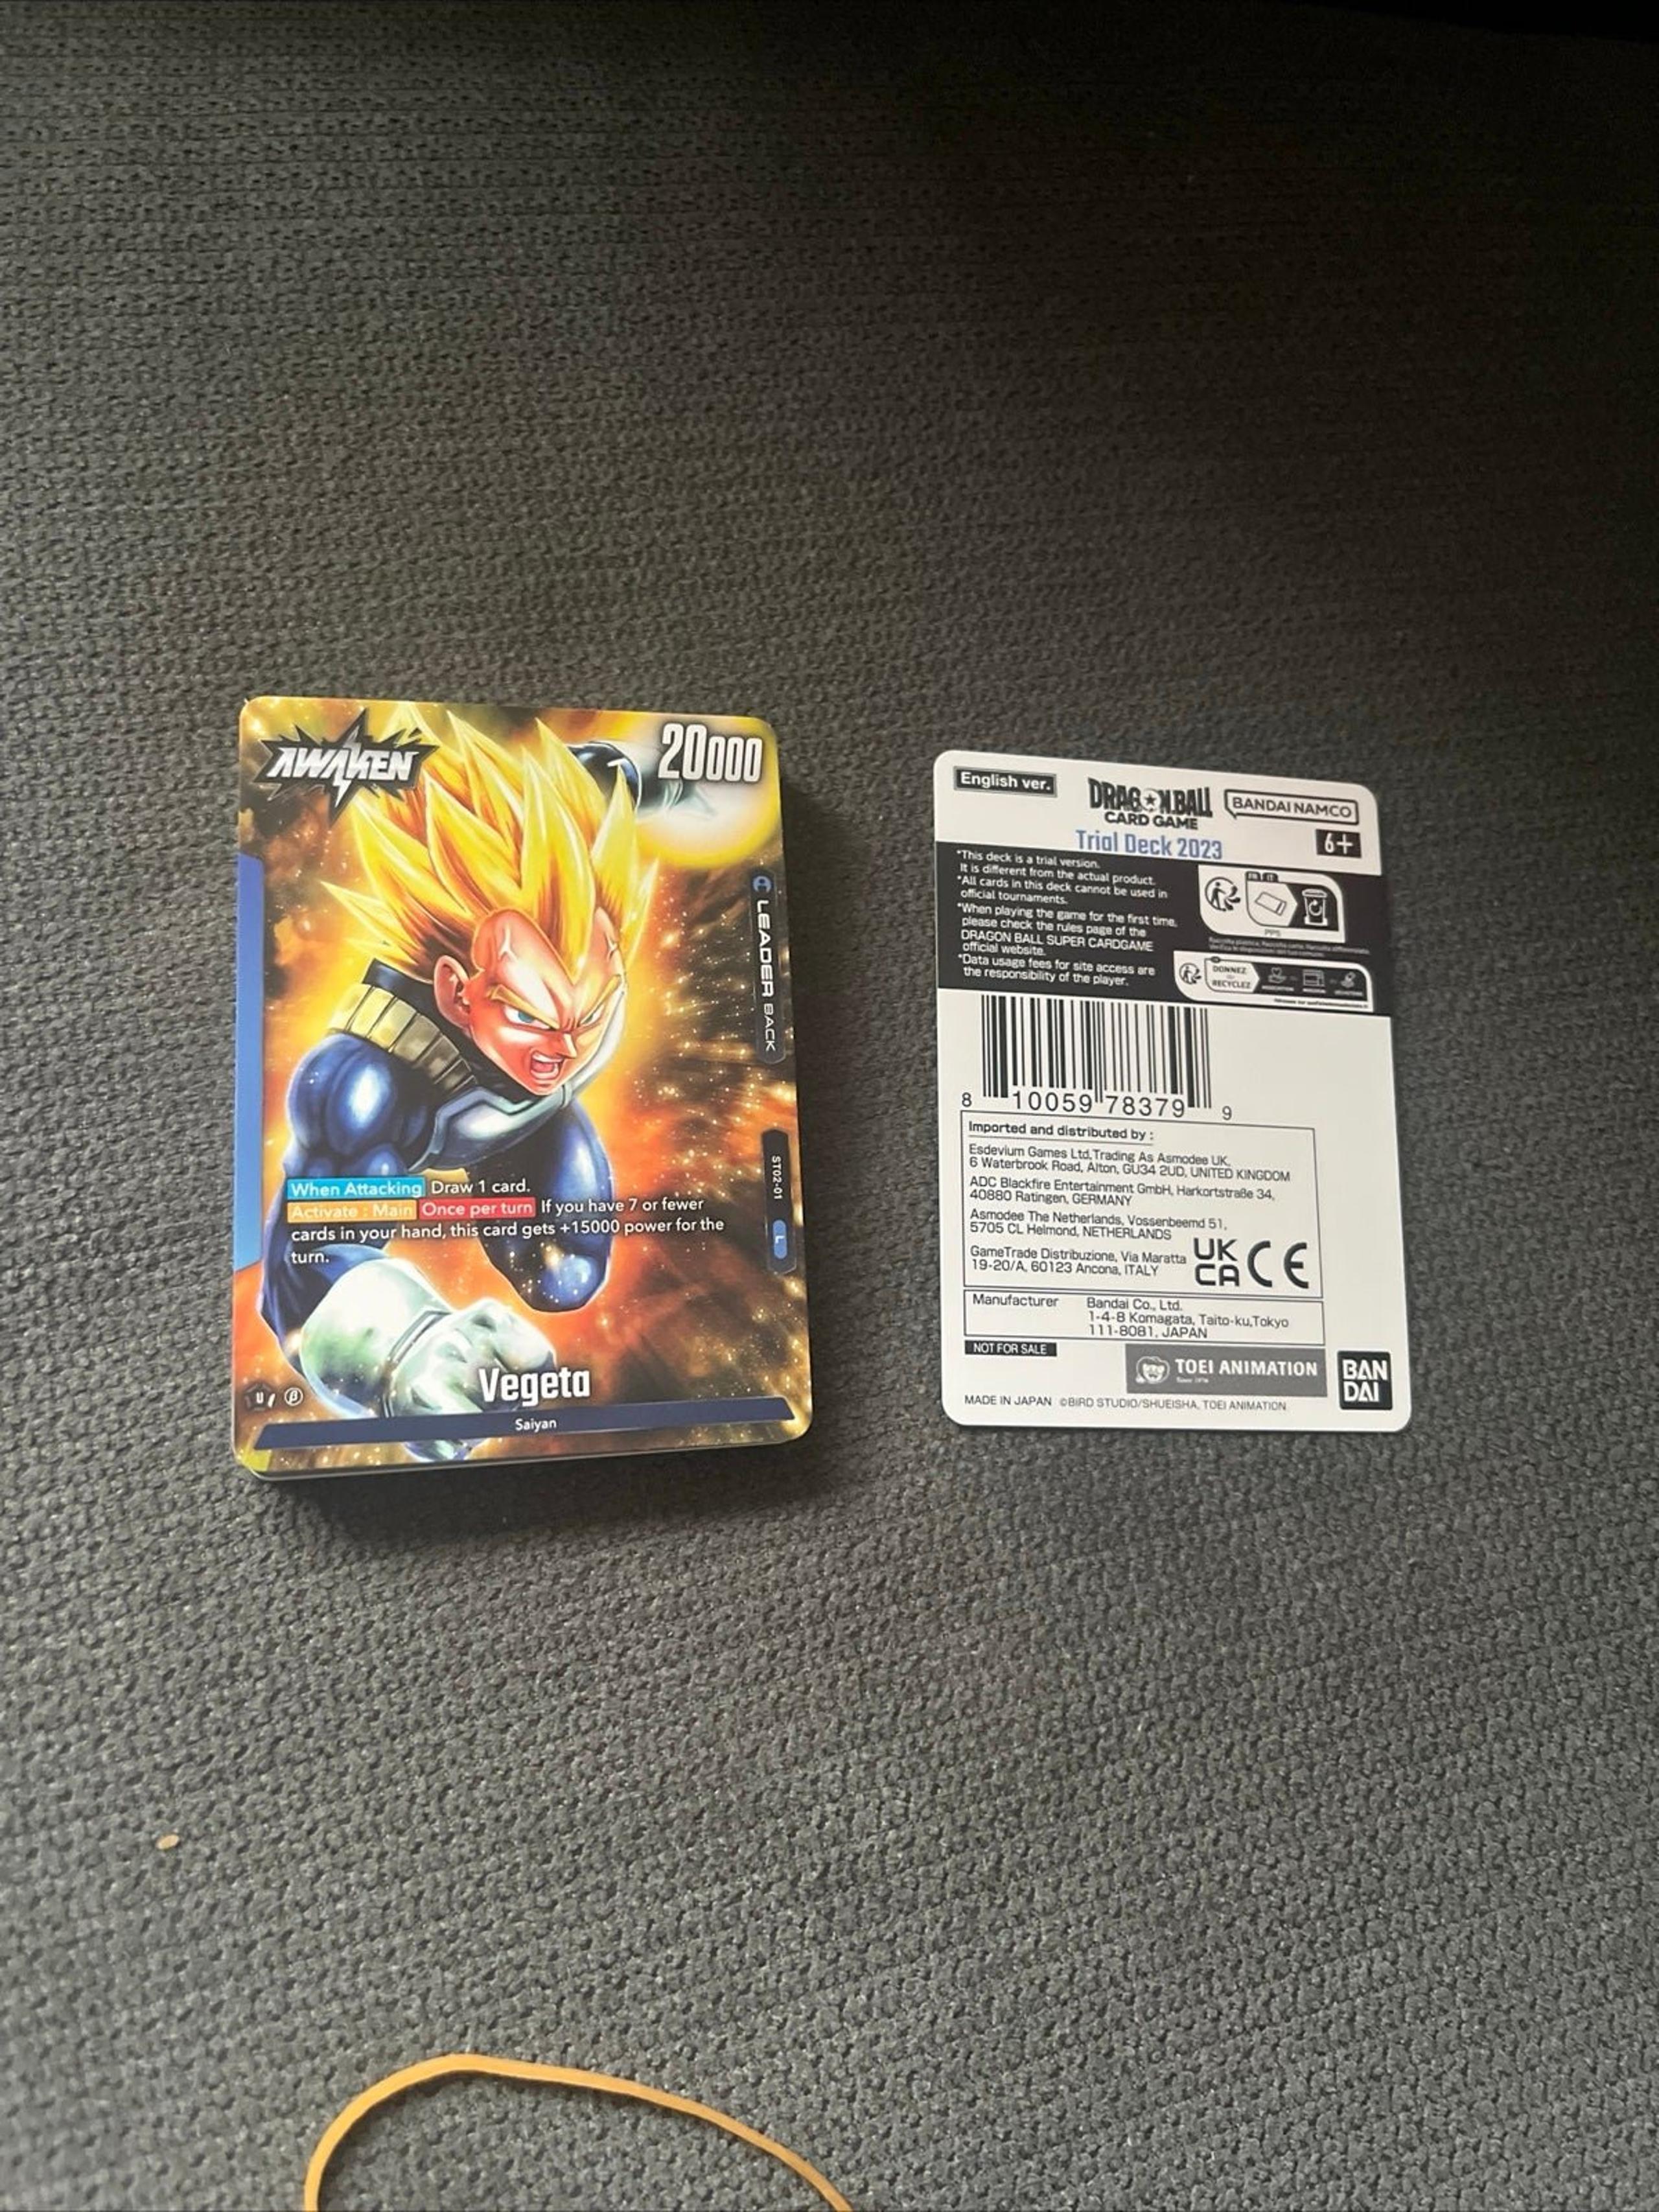 AWAKEN
20000
LEADER BACK
When Attacking Draw 1 card.
Activate : Main Once per turn If you have 7 or fewer
cards in your hand, this card gets +15000 power for the
turn.
ST02-01
L
U
β
Vegeta
Saiyan
English ver.
DRAGON BALL
CARD GAME
BANDAI NAMCO
Trial Deck 2023
6+
*This deck is a trial version.
It is different from the actual product.
*All cards in this deck cannot be used in
official tournaments.
*When playing the game for the first time,
please check the rules page of the
DRAGON BALL SUPER CARDGAME
official website.
*Data usage fees for site access are
the responsibility of the player.
FR IT
PP5
DONNEZ
RECYCLEZ
8 10059 78379 9
Imported and distributed by :
Esdevium Games Ltd,Trading As Asmodee UK,
6 Waterbrook Road, Alton, GU34 2UD, UNITED KINGDOM
ADC Blackfire Entertainment GmbH, Harkortstraße 34,
40880 Ratingen, GERMANY
Asmodee The Netherlands, Vossenbeemd 51,
5705 CL Helmond, NETHERLANDS
GameTrade Distribuzione, Via Maratta
19-20/A, 60123 Ancona, ITALY
UK
CA CE
Manufacturer Bandai Co., Ltd.
1-4-8 Komagata, Taito-ku,Tokyo
111-8081, JAPAN
NOT FOR SALE
TOEI ANIMATION
BAN
DAI
MADE IN JAPAN ©BIRD STUDIO/SHUEISHA, TOEI ANIMATION